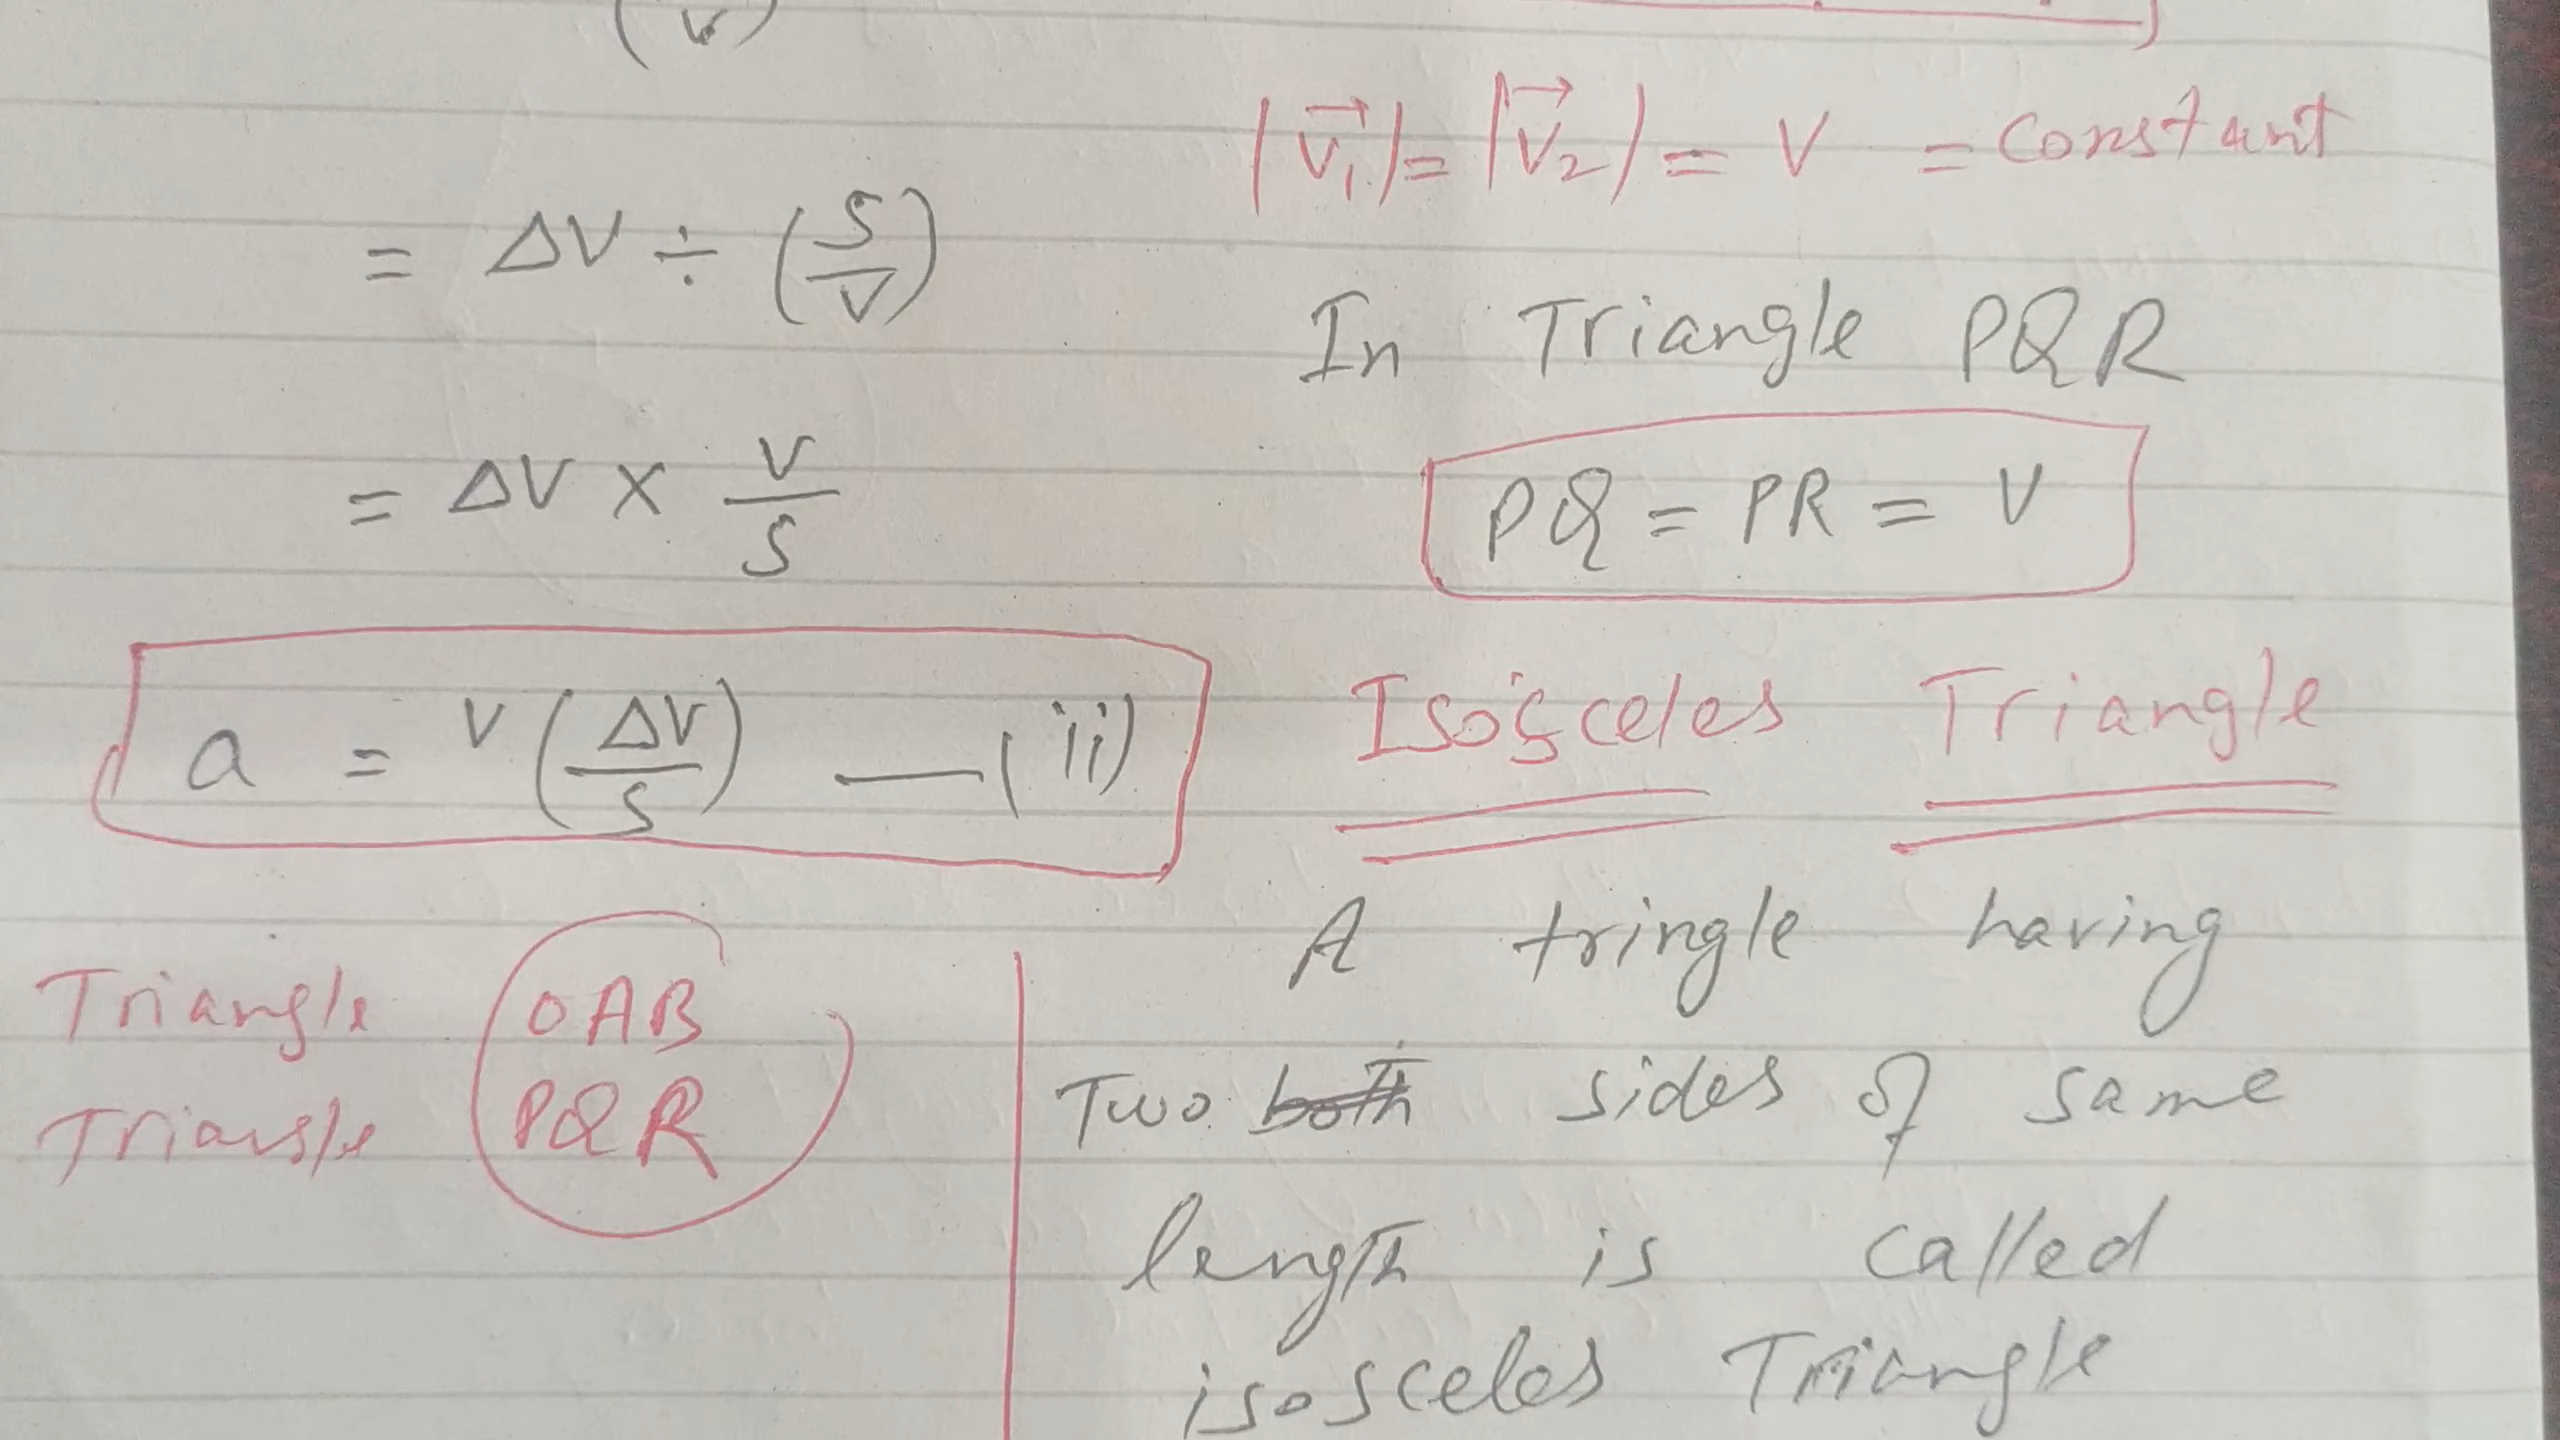 (v)
= ΔV ÷ (S/V)
= ΔV × V/S
a = V (ΔV/S) — (ii)
Triangle OAB
Triangle PQR
|V⃗₁| = |V⃗₂| = V = Constant
In Triangle PQR
PQ = PR = V
Isosceles Triangle
A tringle having
Two both sides of same
length is called
isosceles Triangle